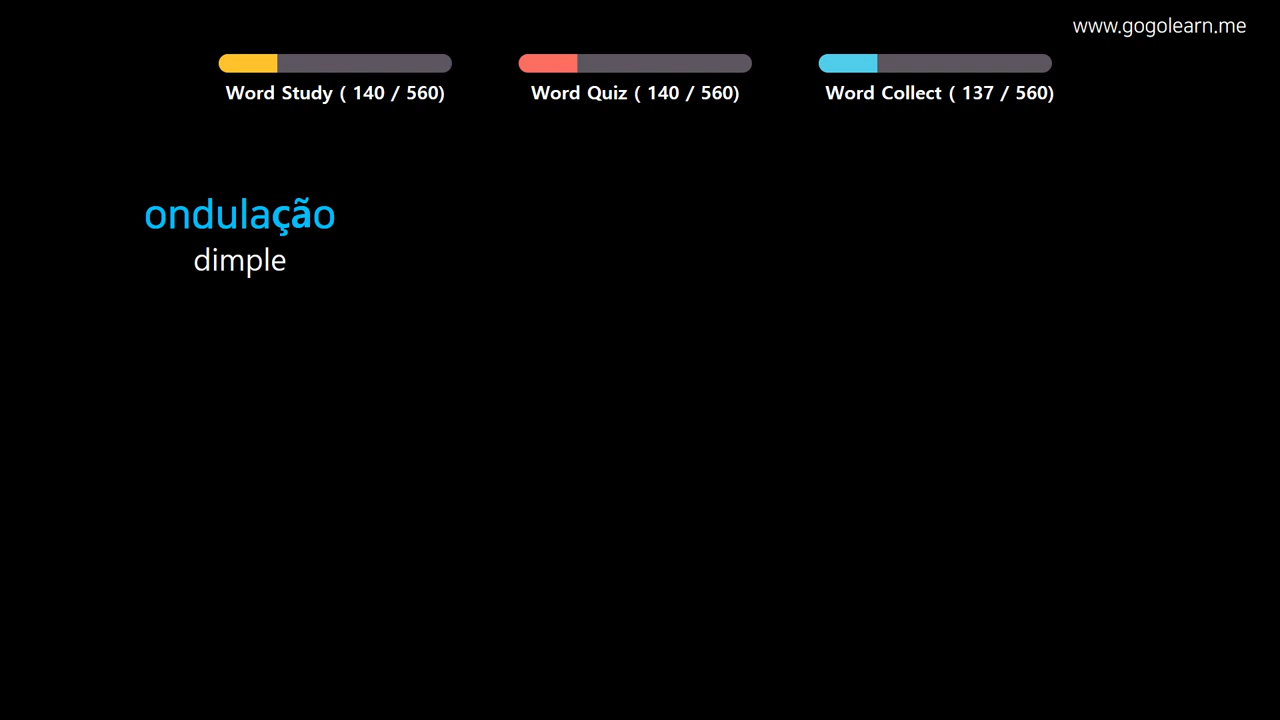 www.gogolearn.me
Word Study ( 140 / 560)
Word Quiz ( 140 / 560)
Word Collect ( 137 / 560)
ondulação
dimple